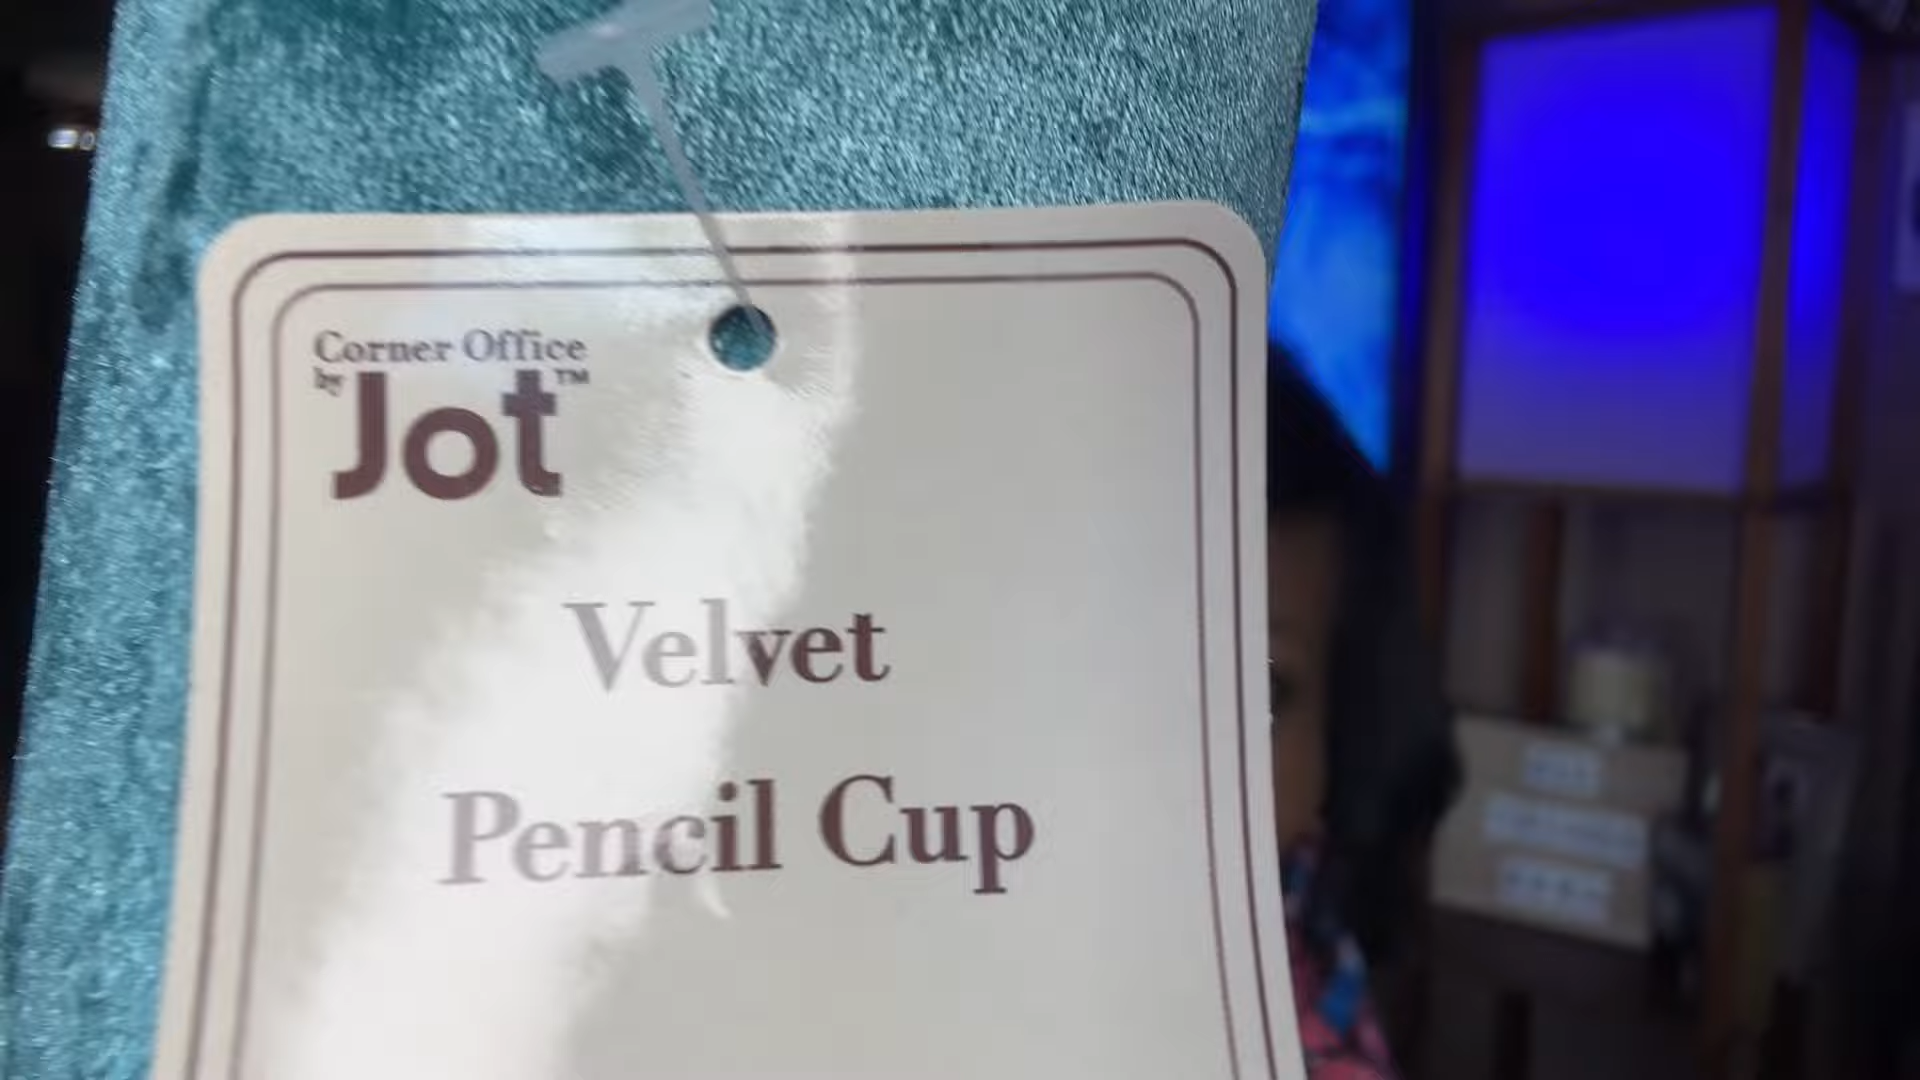 Corner Office
by Jot™
Velvet
Pencil Cup